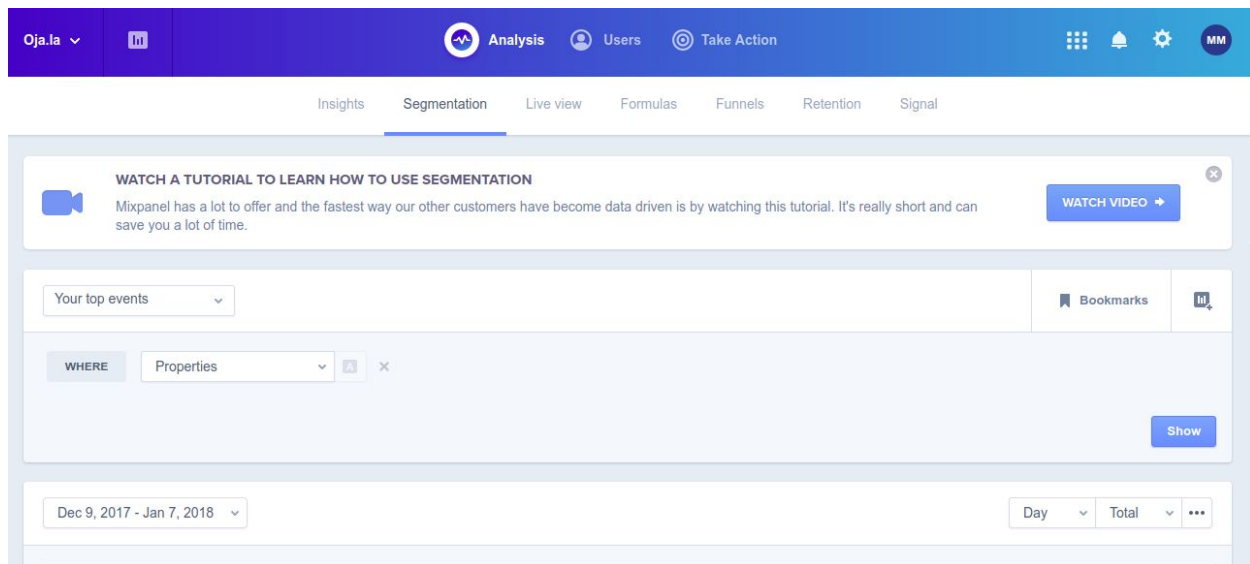 Oja.la
Analysis
Users
Take Action
MM
Insights
Segmentation
Live view
Formulas
Funnels
Retention
Signal
WATCH A TUTORIAL TO LEARN HOW TO USE SEGMENTATION
Mixpanel has a lot to offer and the fastest way our other customers have become data driven is by watching this tutorial. It's really short and can
save you a lot of time.
WATCH VIDEO
Your top events
Bookmarks
WHERE
Properties
A
Show
Dec 9, 2017 - Jan 7, 2018
Day
Total